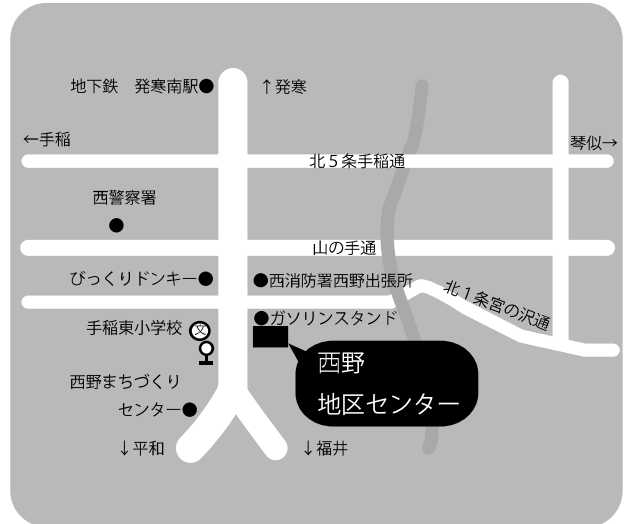 地下鉄　発寒南駅
↑発寒
←手稲
琴似→
北５条手稲通
西警察署
山の手通
びっくりドンキー
西消防署西野出張所
北１条宮の沢通
ガソリンスタンド
手稲東小学校
文
西野
地区センター
西野まちづくり
センター
↓平和
↓福井